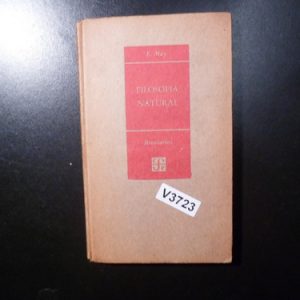 E. May
FILOSOFIA
NATURAL
Breviarios
V3723